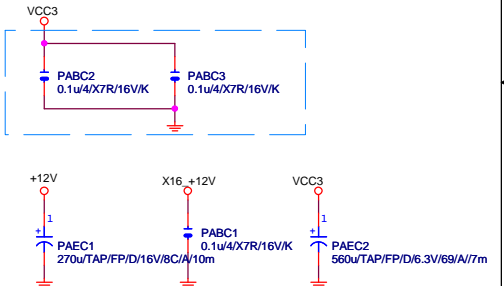 VCC3
PABC2
0.1u/4/X7R/16V/K
PABC3
0.1u/4/X7R/16V/K
+12V
X16_+12V
VCC3
1
+
PAEC1
270u/TAP/FP/D/16V/8C/A/10m
PABC1
0.1u/4/X7R/16V/K
1
+
PAEC2
560u/TAP/FP/D/6.3V/69/A//7m